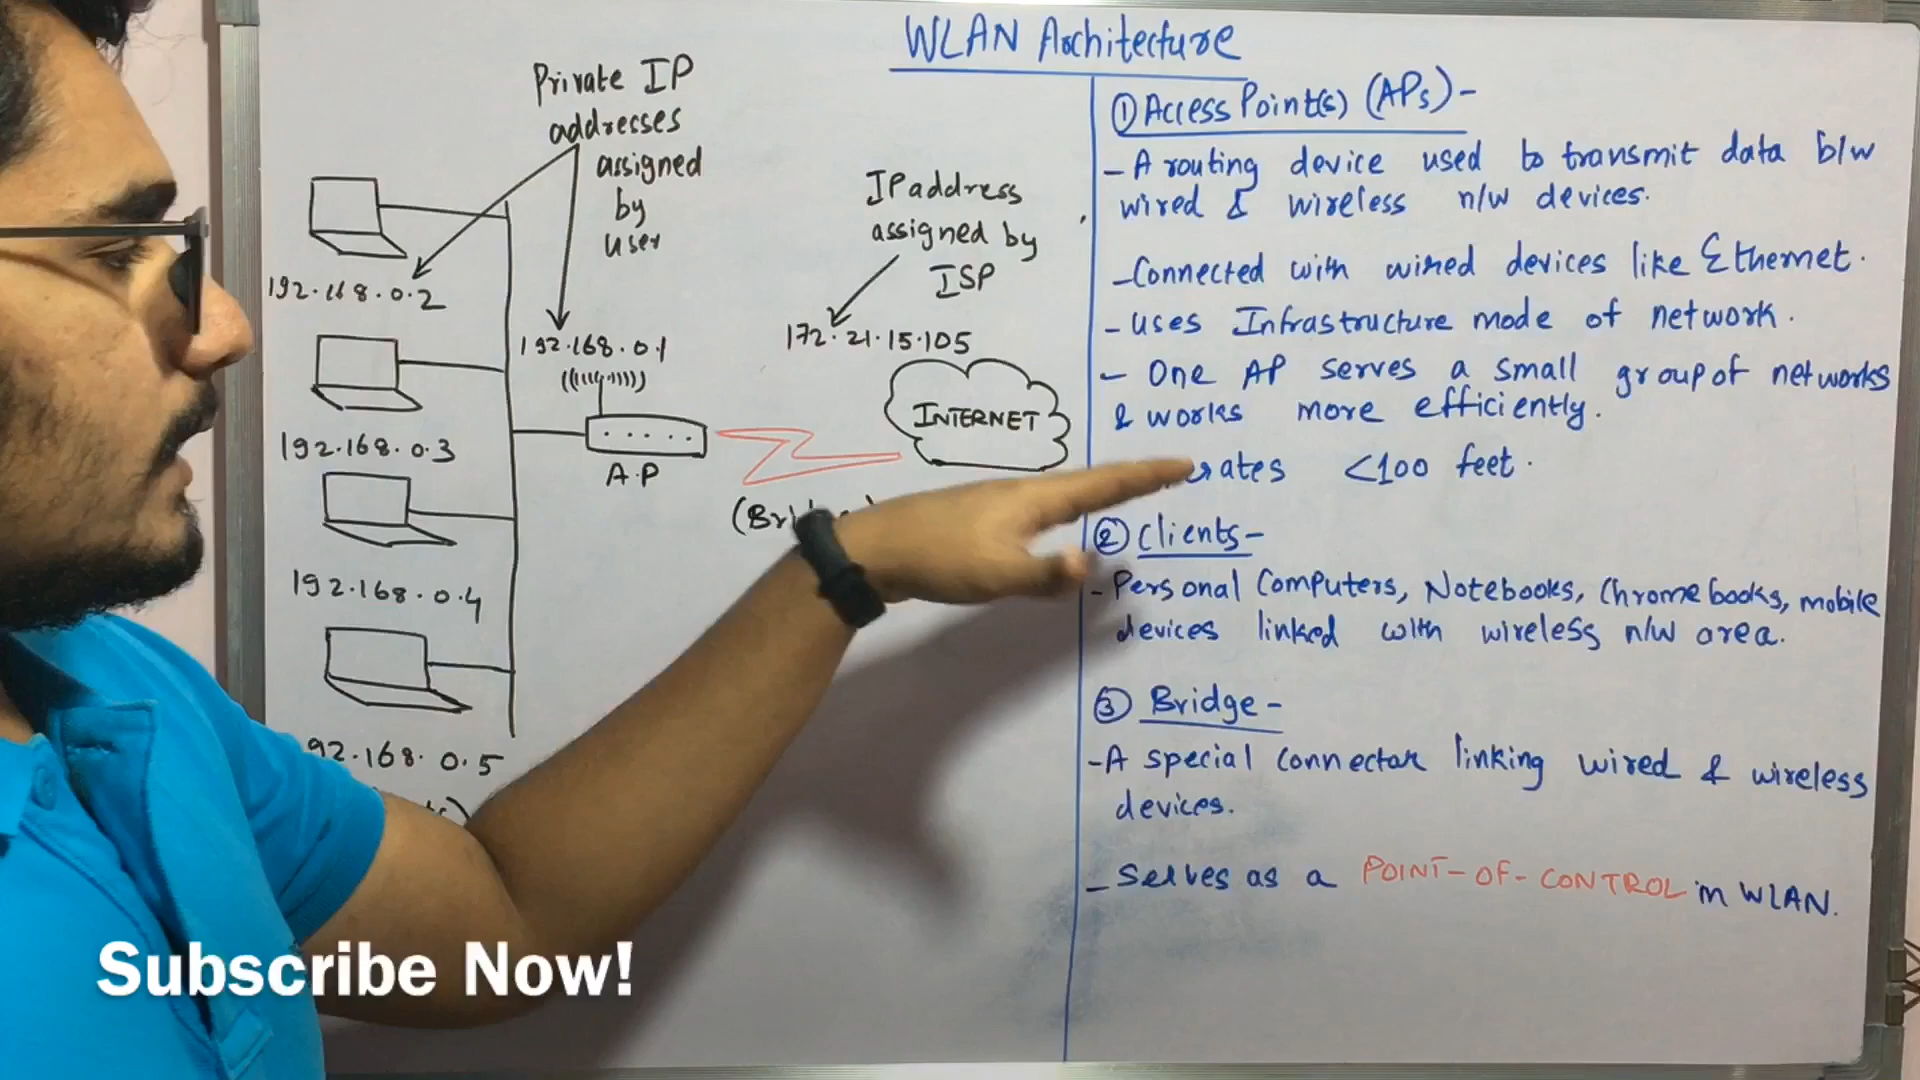 WLAN Architecture
Private IP
addresses
assigned
by
user
IP address
assigned by
ISP
192.168.0.2
192.168.0.1
172.21.15.105
INTERNET
192.168.0.3
A.P
192.168.0.4
92.168.0.5
① Access Point(s) (APs) -
- A routing device used to transmit data b/w
wired & wireless n/w devices.
- Connected with wired devices like Ethernet.
- uses Infrastructure mode of network.
- One AP serves a small group of networks
& works more efficiently.
<100 feet.
② Clients -
- Personal Computers, Notebooks, Chromebooks, mobile
devices linked with wireless n/w area.
③ Bridge -
- A special connector linking wired & wireless
devices.
- Serves as a POINT-OF-CONTROL in WLAN.
Subscribe Now!